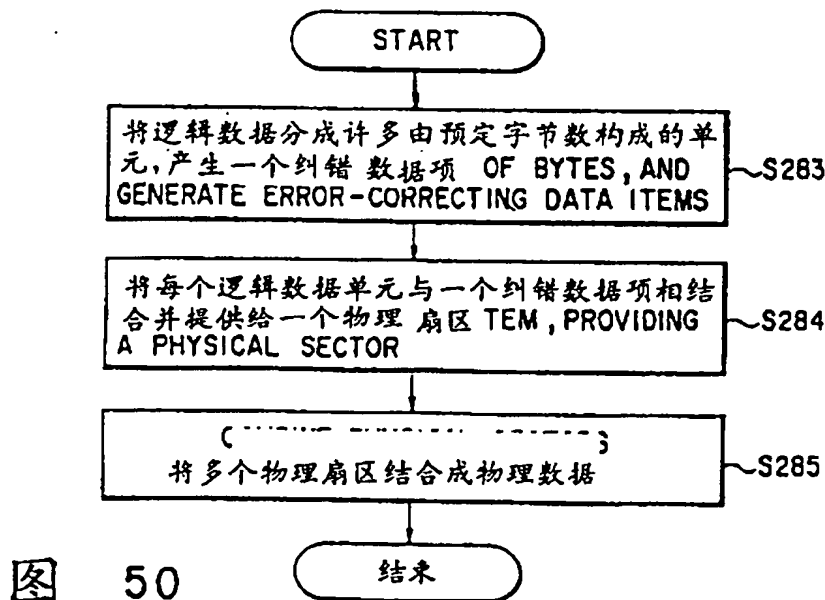 START
将逻辑数据分成许多由预定字节数构成的单
元,产生一个纠错数据项 OF BYTES, AND
GENERATE ERROR-CORRECTING DATA ITEMS
S283
将每个逻辑数据单元与一个纠错数据项相结
合并提供给一个物理扇区 TEM, PROVIDING
A PHYSICAL SECTOR
S284
将多个物理扇区结合成物理数据
S285
结束
图 50